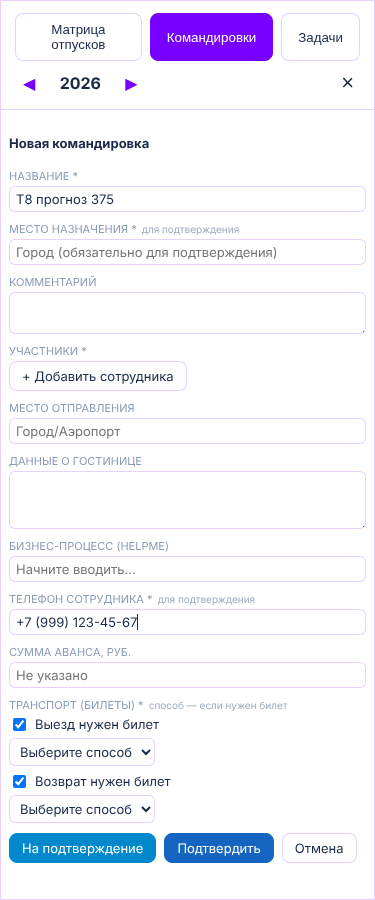 Матрица
отпусков
Командировки
Задачи
◀ 2026 ▶ ×
Новая командировка
НАЗВАНИЕ *
Т8 прогноз 375
МЕСТО НАЗНАЧЕНИЯ * для подтверждения
Город (обязательно для подтверждения)
КОММЕНТАРИЙ
УЧАСТНИКИ *
+ Добавить сотрудника
МЕСТО ОТПРАВЛЕНИЯ
Город/Аэропорт
ДАННЫЕ О ГОСТИНИЦЕ
БИЗНЕС-ПРОЦЕСС (HELPME)
Начните вводить...
ТЕЛЕФОН СОТРУДНИКА * для подтверждения
+7 (999) 123-45-67
СУММА АВАНСА, РУБ.
Не указано
ТРАНСПОРТ (БИЛЕТЫ) * способ — если нужен билет
Выезд нужен билет
Выберите способ
Возврат нужен билет
Выберите способ
На подтверждение
Подтвердить
Отмена